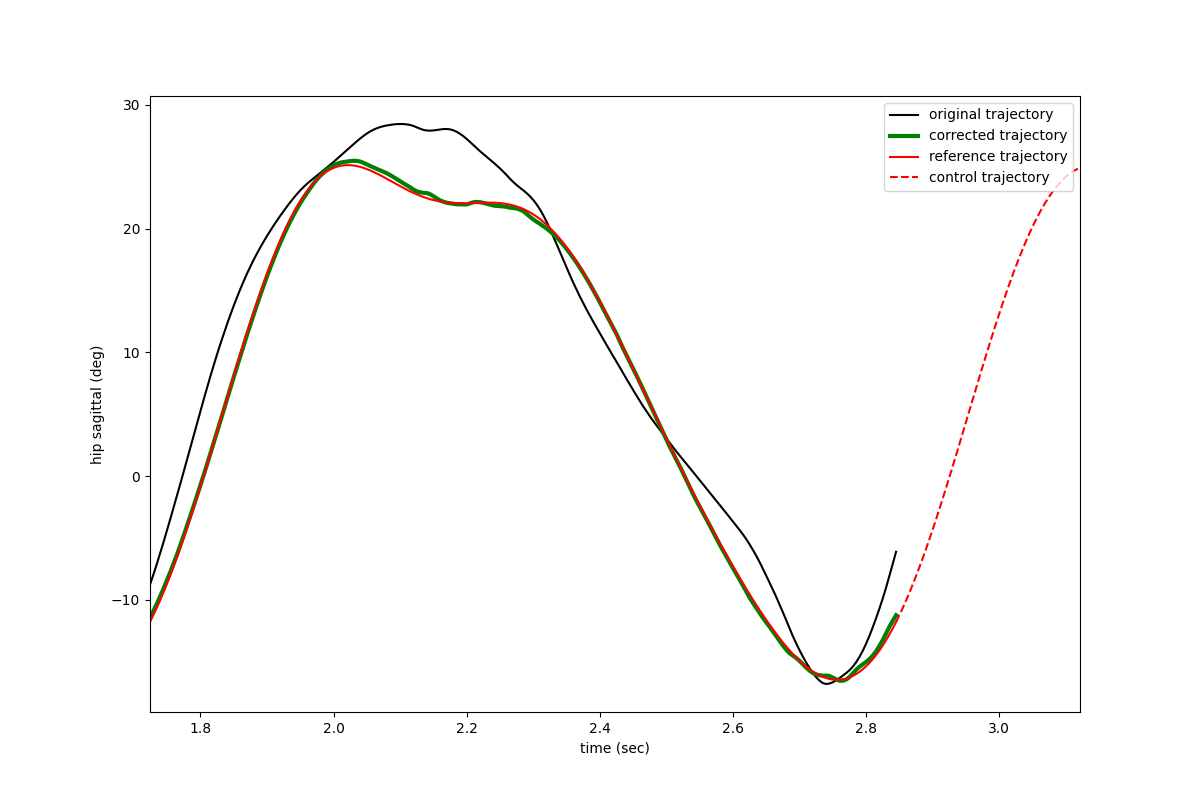 30
20
10
0
−10
hip sagittal (deg)
original trajectory
corrected trajectory
reference trajectory
control trajectory
1.8 2.0 2.2 2.4 2.6 2.8 3.0
time (sec)